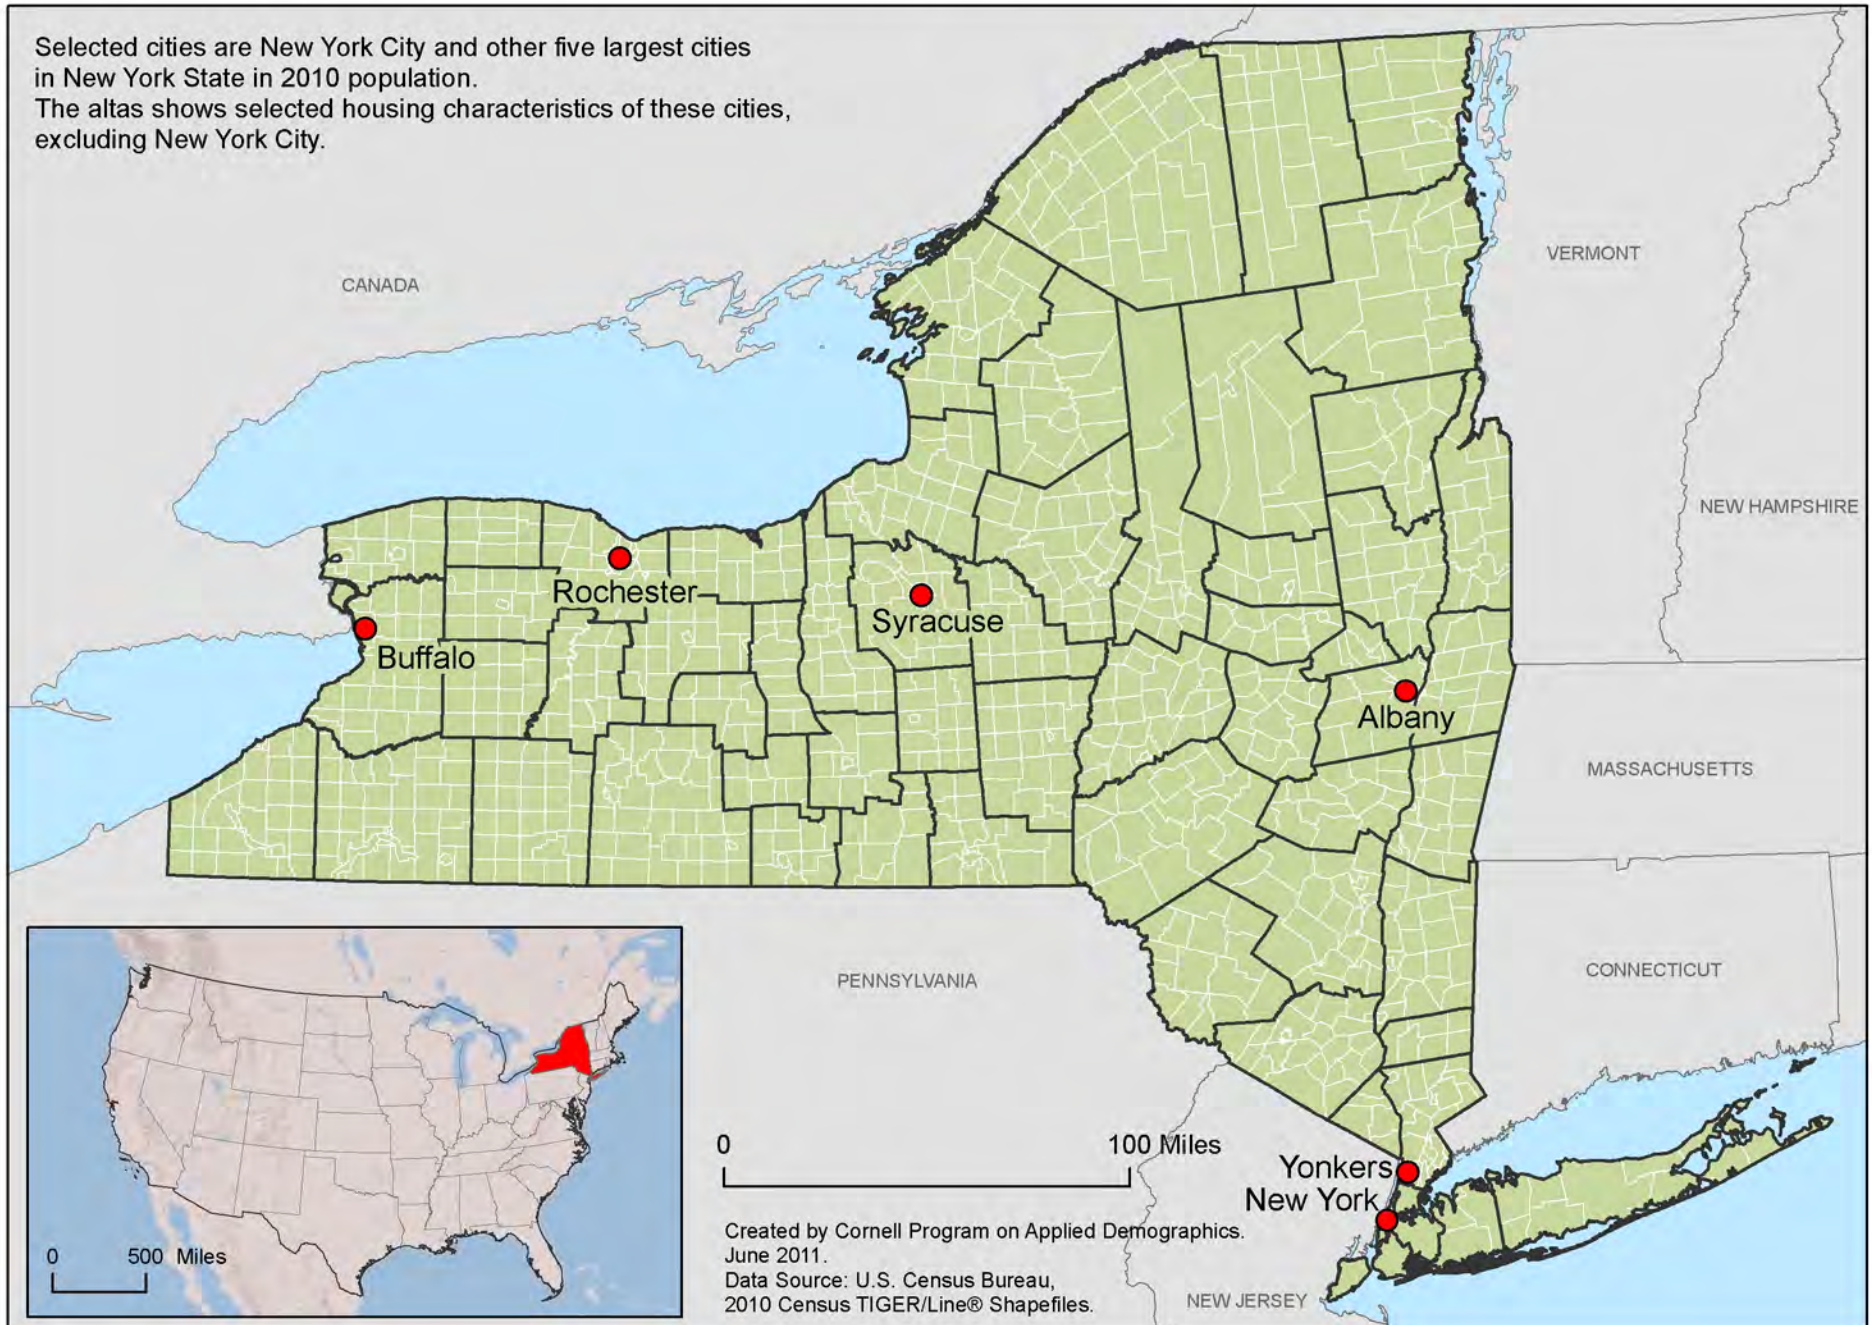 Selected cities are New York City and other five largest cities
in New York State in 2010 population.
The altas shows selected housing characteristics of these cities,
excluding New York City.
CANADA
VERMONT
NEW HAMPSHIRE
Rochester
Syracuse
Buffalo
Albany
MASSACHUSETTS
PENNSYLVANIA
CONNECTICUT
0 100 Miles
Yonkers
New York
0 500 Miles
Created by Cornell Program on Applied Demographics.
June 2011.
Data Source: U.S. Census Bureau,
2010 Census TIGER/Line® Shapefiles.
NEW JERSEY